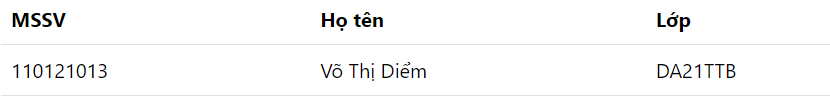 MSSV Họ tên Lớp
110121013 Võ Thị Diểm DA21TTB